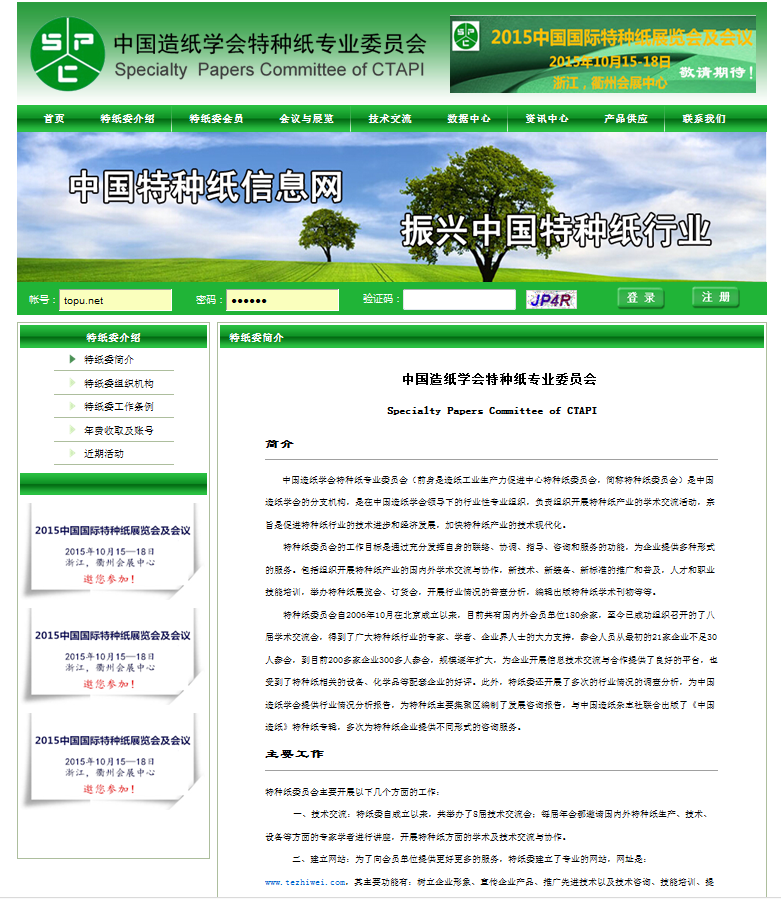 SPC
中国造纸学会特种纸专业委员会
Specialty Papers Committee of CTAPI
2015中国国际特种纸展览会及会议
2015年10月15-18日
浙江，衢州会展中心
敬请期待！
首页 特纸委介绍 特纸委会员 会议与展览 技术交流 数据中心 资讯中心 产品供应 联系我们
中国特种纸信息网
振兴中国特种纸行业
帐号： topu.net 密码： ●●●●●● 验证码： JP4R 登 录 注 册
特纸委介绍
特纸委简介
特纸委组织机构
特纸委工作条例
年费收取及账号
近期活动
2015中国国际特种纸展览会及会议
2015年10月15—18日
浙江，衢州会展中心
邀您参加！
2015中国国际特种纸展览会及会议
2015年10月15—18日
浙江，衢州会展中心
邀您参加！
2015中国国际特种纸展览会及会议
2015年10月15—18日
浙江，衢州会展中心
邀您参加！
特纸委简介
中国造纸学会特种纸专业委员会
Specialty Papers Committee of CTAPI
简介
中国造纸学会特种纸专业委员会（前身是造纸工业生产力促进中心特种纸委员会，简称特种纸委员会）是中国
造纸学会的分支机构，是在中国造纸学会领导下的行业性专业组织，负责组织开展特种纸产业的学术交流活动，宗
旨是促进特种纸行业的技术进步和经济发展，加快特种纸产业的技术现代化。
特种纸委员会的工作目标是通过充分发挥自身的联络、协调、指导、咨询和服务的功能，为企业提供多种形式
的服务。包括组织开展特种纸产业的国内外学术交流与协作，新技术、新装备、新标准的推广和普及，人才和职业
技能培训，举办特种纸展览会、订货会，开展行业情况的普查分析，编辑出版特种纸学术刊物等等。
特种纸委员会自2006年10月在北京成立以来，目前共有国内外会员单位180余家，至今已成功组织召开的了八
届学术交流会，得到了广大特种纸行业的专家、学者、企业界人士的大力支持，参会人员从最初的21家企业不足30
人参会，到目前200多家企业300多人参会，规模逐年扩大，为企业开展信息技术交流与合作提供了良好的平台，也
受到了特种纸相关的设备、化学品等配套企业的好评。此外，特纸委还开展了多次的行业情况的调查分析，为中国
造纸学会提供行业情况分析报告，为特种纸主要集聚区编制了发展咨询报告，与中国造纸杂志社联合出版了《中国
造纸》特种纸专辑，多次为特种纸企业提供不同形式的咨询服务。
主要工作
特种纸委员会主要开展以下几个方面的工作：
一、技术交流：特纸委自成立以来，共举办了8届技术交流会；每届年会都邀请国内外特种纸生产、技术、
设备等方面的专家学者进行讲座，开展特种纸方面的学术及技术交流与协作。
二、建立网站：为了向会员单位提供更好更多的服务，特纸委建立了专业的网站，网址是：
www.tezhiwei.com，其主要功能有：树立企业形象、宣传企业产品、推广先进技术以及技术咨询、技能培训、提